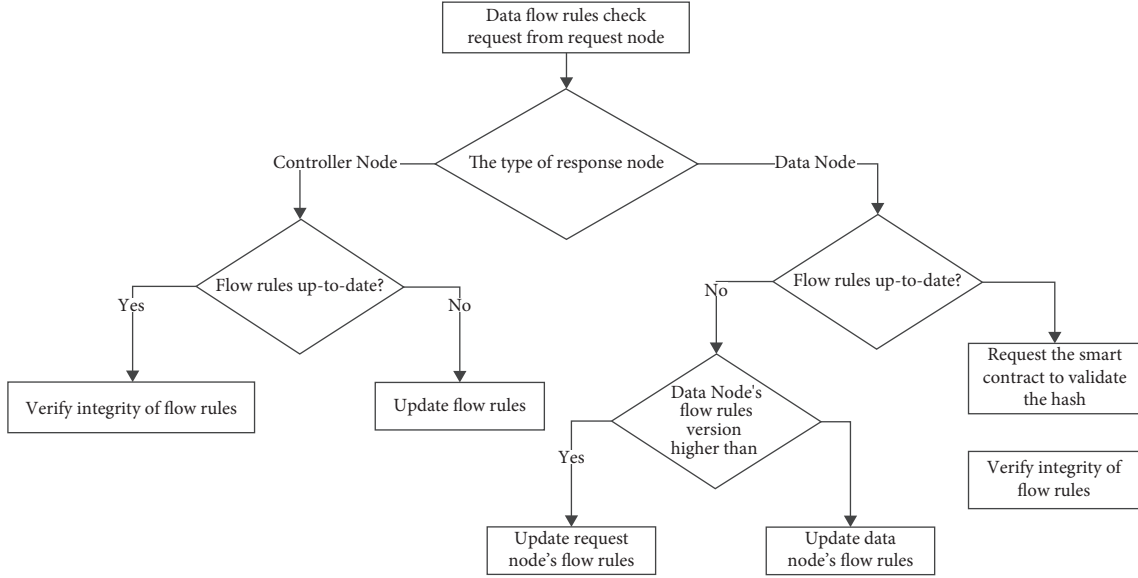 Data flow rules check
request from request node
The type of response node
Controller Node
Data Node
Flow rules up-to-date?
Flow rules up-to-date?
Yes
No
No
Verify integrity of flow rules
Update flow rules
Request the smart
contract to validate
the hash
Data Node's
flow rules
version
higher than
Yes
Verify integrity of
flow rules
Update request
node's flow rules
Update data
node's flow rules